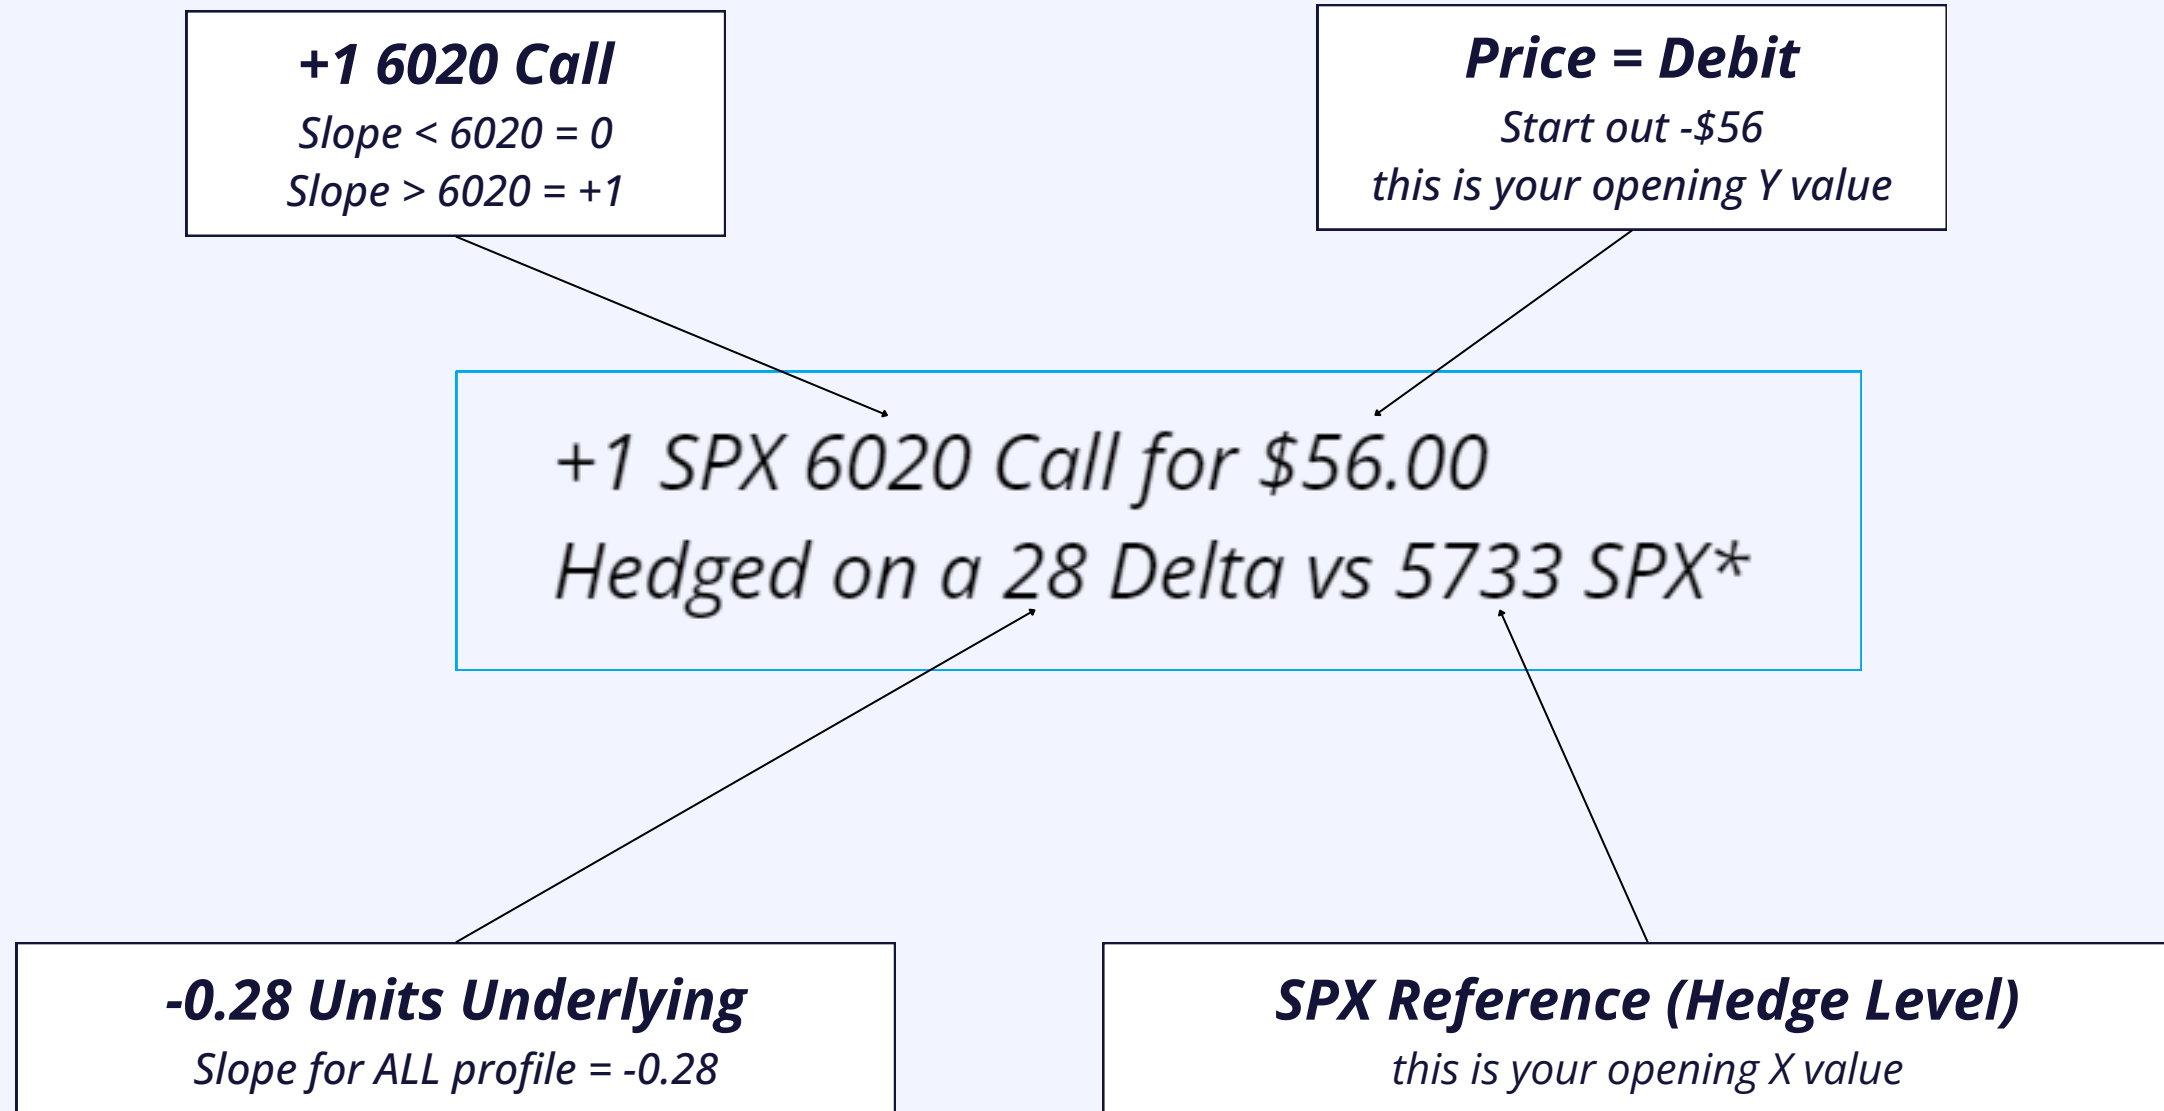 +1 6020 Call
Slope < 6020 = 0
Slope > 6020 = +1
Price = Debit
Start out -$56
this is your opening Y value
+1 SPX 6020 Call for $56.00
Hedged on a 28 Delta vs 5733 SPX*
-0.28 Units Underlying
Slope for ALL profile = -0.28
SPX Reference (Hedge Level)
this is your opening X value